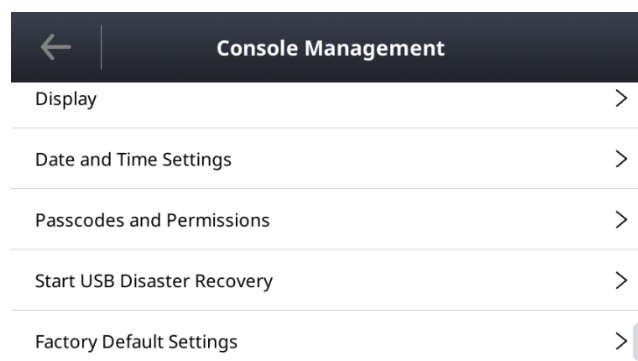 Console Management
Display
Date and Time Settings
Passcodes and Permissions
Start USB Disaster Recovery
Factory Default Settings